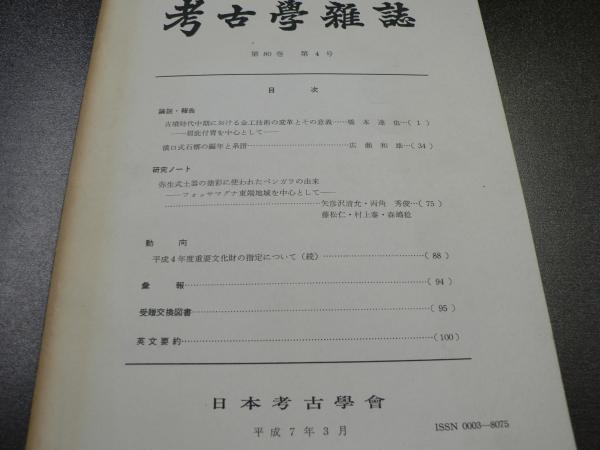 考古學雜誌
第80巻 第4号
目次
論説・報告
古墳時代中期における金工技術の変革とその意義……橋本達也…( 1 )
——眉庇付冑を中心として——
横口式石槨の編年と系譜……………………………広瀬和雄…( 34 )
研究ノート
弥生式土器の塗彩に使われたベンガラの由来
——フォッサマグナ東端地域を中心として——
……………………………………矢彦沢清允・両角 秀俊…( 75 )
藤松仁・村上泰・森嶋稔
動向
平成4年度重要文化財の指定について（続）……………………………( 88 )
彙報……………………………………………………………( 94 )
受贈交換図書……………………………………………………( 95 )
英文要約………………………………………………………(100)
日本考古學會
平成7年3月
ISSN 0003—8075